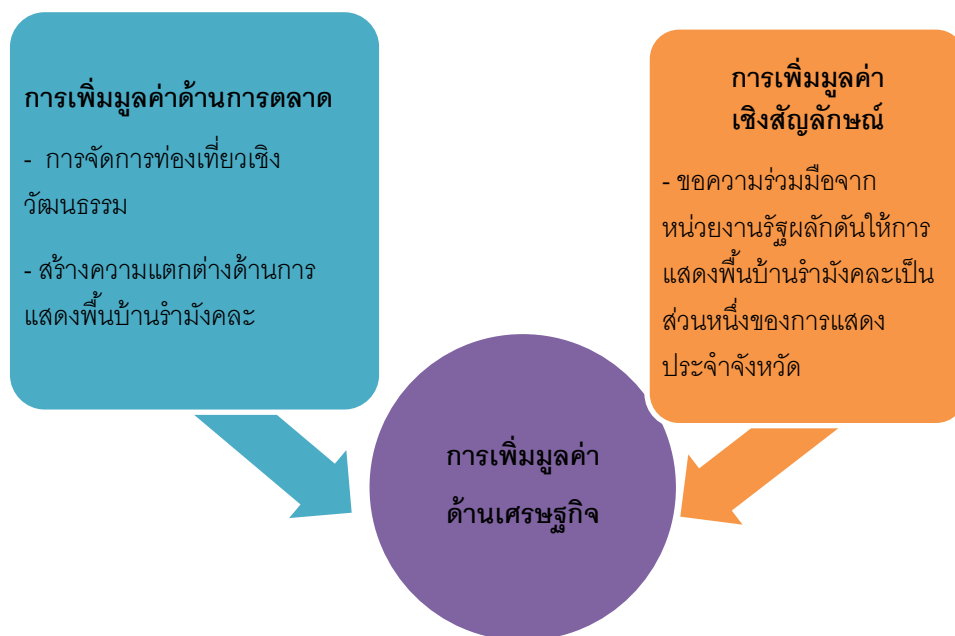 การเพิ่มมูลค่าด้านการตลาด
- การจัดการท่องเที่ยวเชิง
วัฒนธรรม
- สร้างความแตกต่างด้านการ
แสดงพื้นบ้านรำมังคละ
การเพิ่มมูลค่า
เชิงสัญลักษณ์
- ขอความร่วมมือจาก
หน่วยงานรัฐผลักดันให้การ
แสดงพื้นบ้านรำมังคละเป็น
ส่วนหนึ่งของการแสดง
ประจำจังหวัด
การเพิ่มมูลค่า
ด้านเศรษฐกิจ